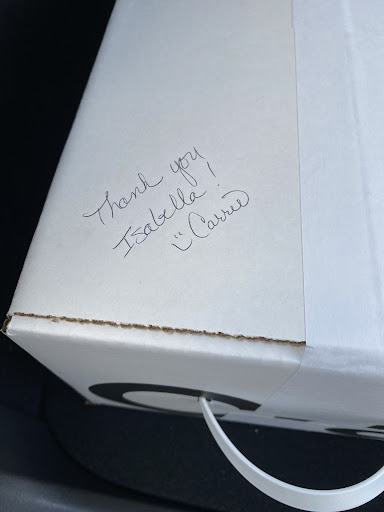 Thank you
Isabella!
:) Carrie